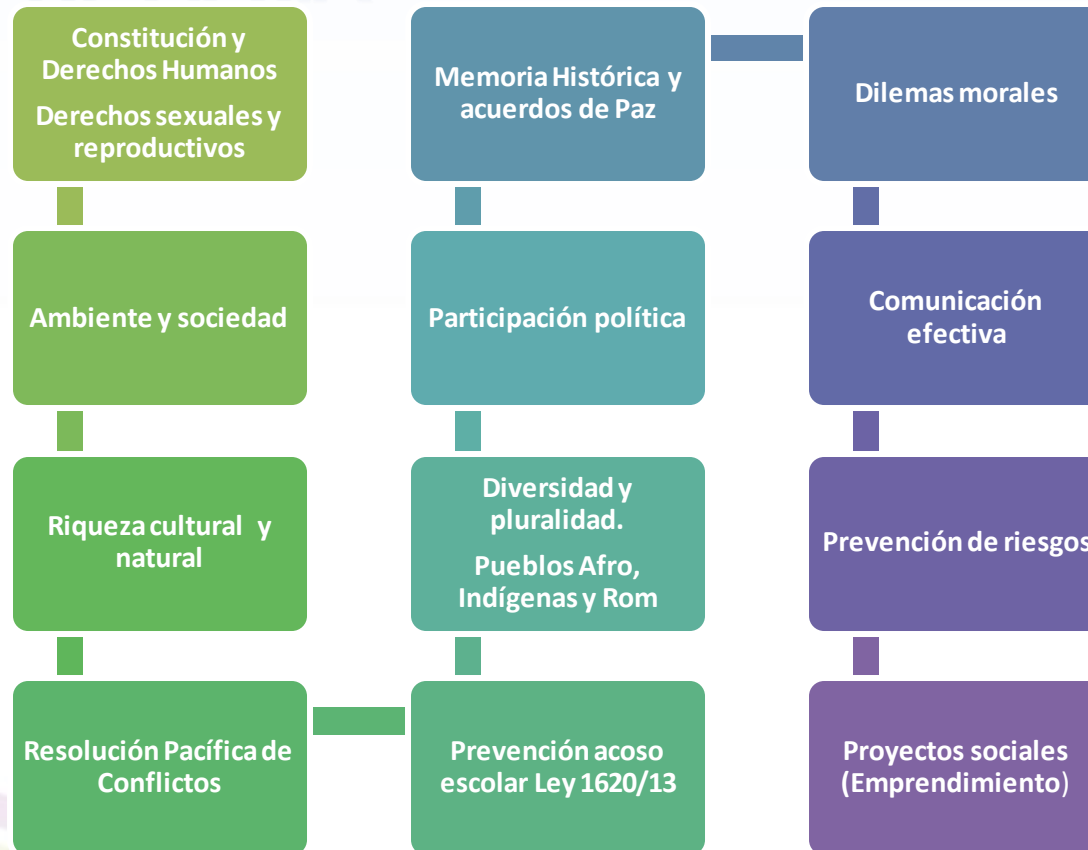 Constitución y
Derechos Humanos
Derechos sexuales y
reproductivos
Ambiente y sociedad
Riqueza cultural y
natural
Resolución Pacífica de
Conflictos
Prevención acoso
escolar Ley 1620/13
Diversidad y
pluralidad.
Pueblos Afro,
Indígenas y Rom
Participación política
Memoria Histórica y
acuerdos de Paz
Dilemas morales
Comunicación
efectiva
Prevención de riesgos
Proyectos sociales
(Emprendimiento)